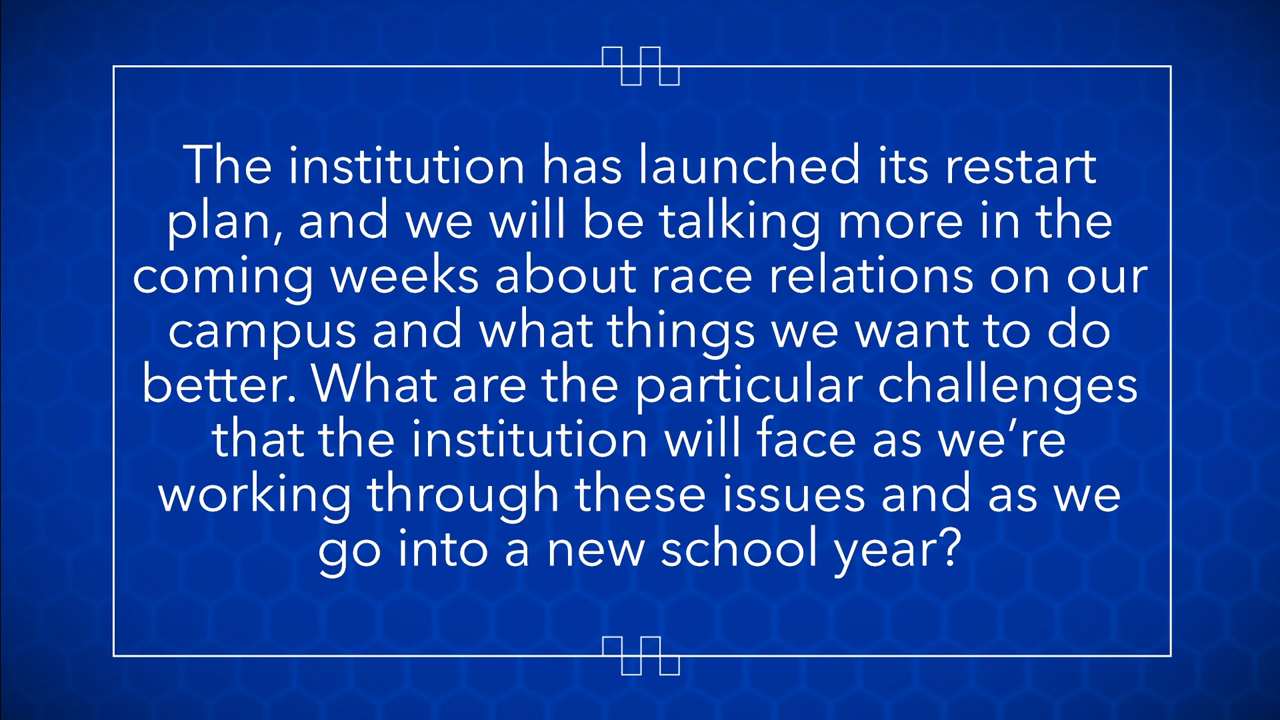 The institution has launched its restart
plan, and we will be talking more in the
coming weeks about race relations on our
campus and what things we want to do
better. What are the particular challenges
that the institution will face as we’re
working through these issues and as we
go into a new school year?